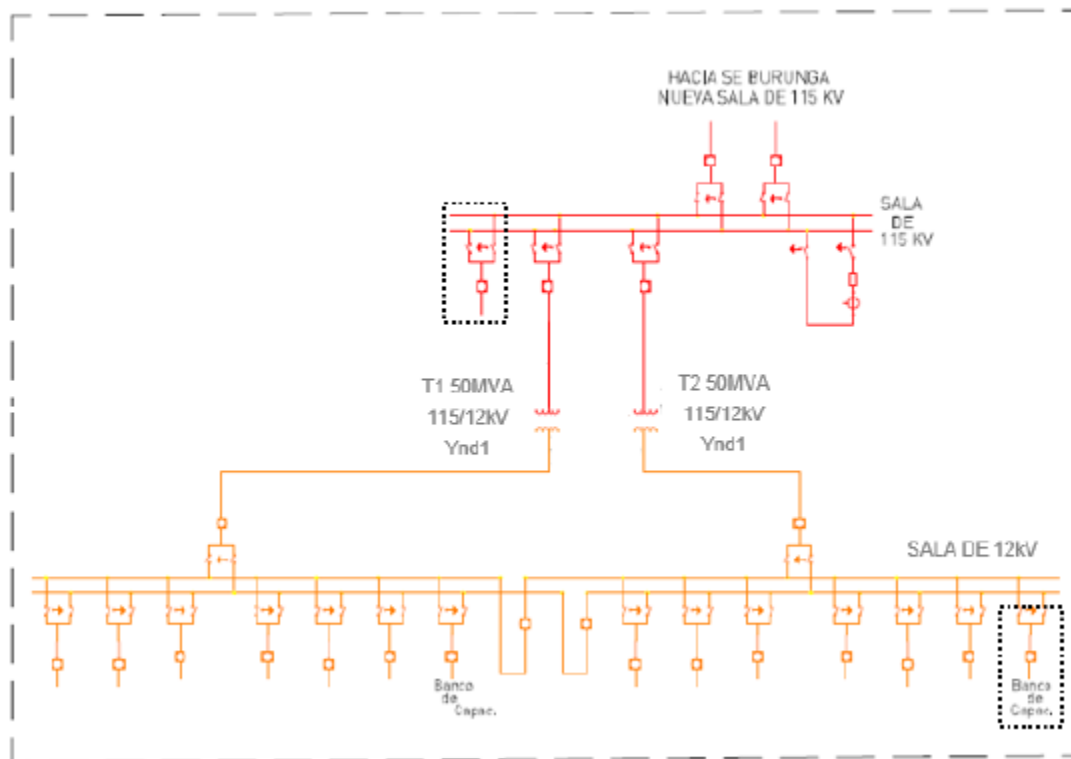 HACIA SE BURUNGA
NUEVA SALA DE 115 KV
SALA
DE
115 KV
T1 50MVA
115/12kV
Ynd1
T2 50MVA
115/12kV
Ynd1
SALA DE 12kV
Banco
de
Capac.
Banco
de
Capac.